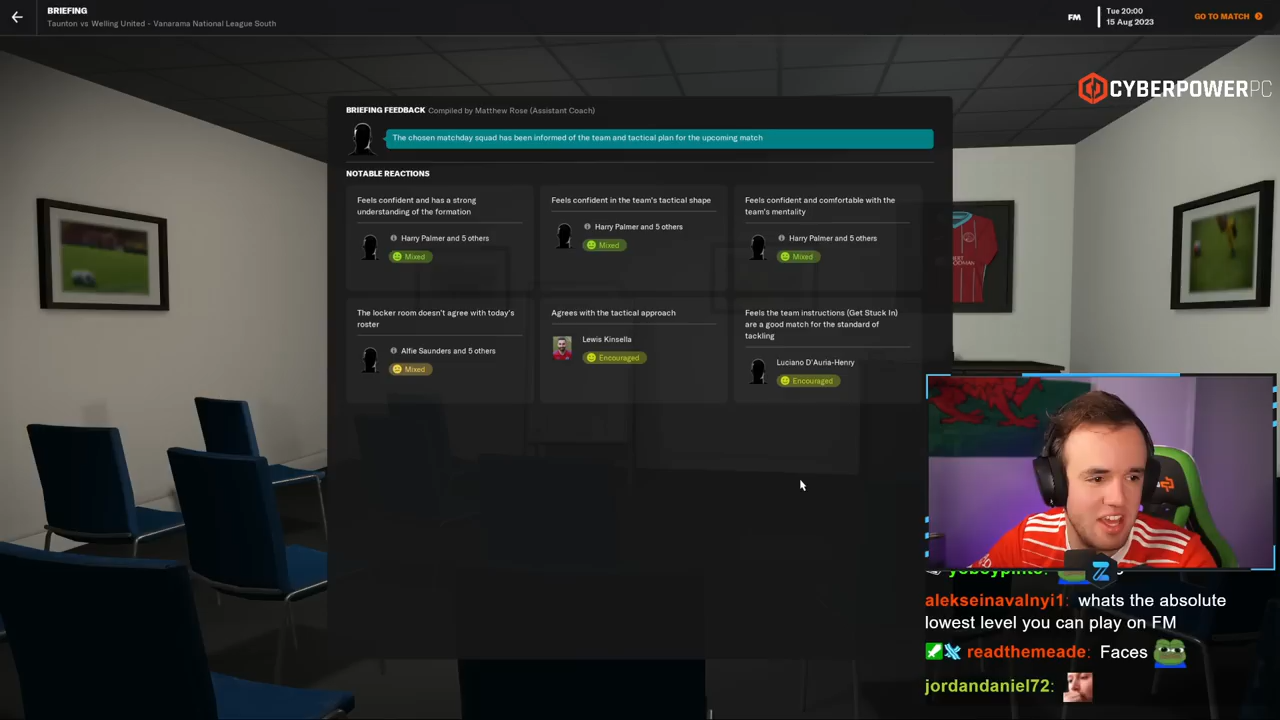 BRIEFING
Taunton vs Welling United - Vanarama National League South
FM
Tue 20:00
15 Aug 2023
GO TO MATCH
CYBERPOWERPC
BRIEFING FEEDBACK Compiled by Matthew Rose (Assistant Coach)
The chosen matchday squad has been informed of the team and tactical plan for the upcoming match
NOTABLE REACTIONS
Feels confident and has a strong
understanding of the formation
Harry Palmer and 5 others
Mixed
Feels confident in the team's tactical shape
Harry Palmer and 5 others
Mixed
Feels confident and comfortable with the
team's mentality
Harry Palmer and 5 others
Mixed
The locker room doesn't agree with today's
roster
Alfie Saunders and 5 others
Mixed
Agrees with the tactical approach
Lewis Kinsella
Encouraged
Feels the team instructions (Get Stuck In)
are a good match for the standard of
tackling
Luciano D'Auria-Henry
Encouraged
alekseinavalnyi1: whats the absolute
lowest level you can play on FM
readthemeade: Faces
jordandaniel72: